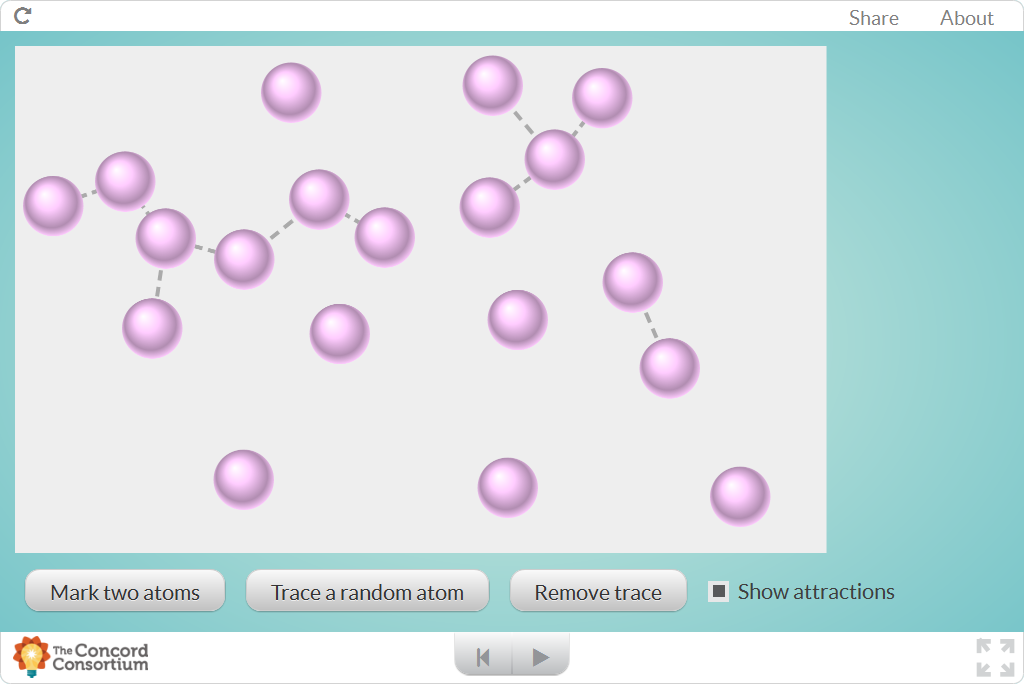 Share About
Mark two atoms Trace a random atom Remove trace Show attractions
The Concord
Consortium